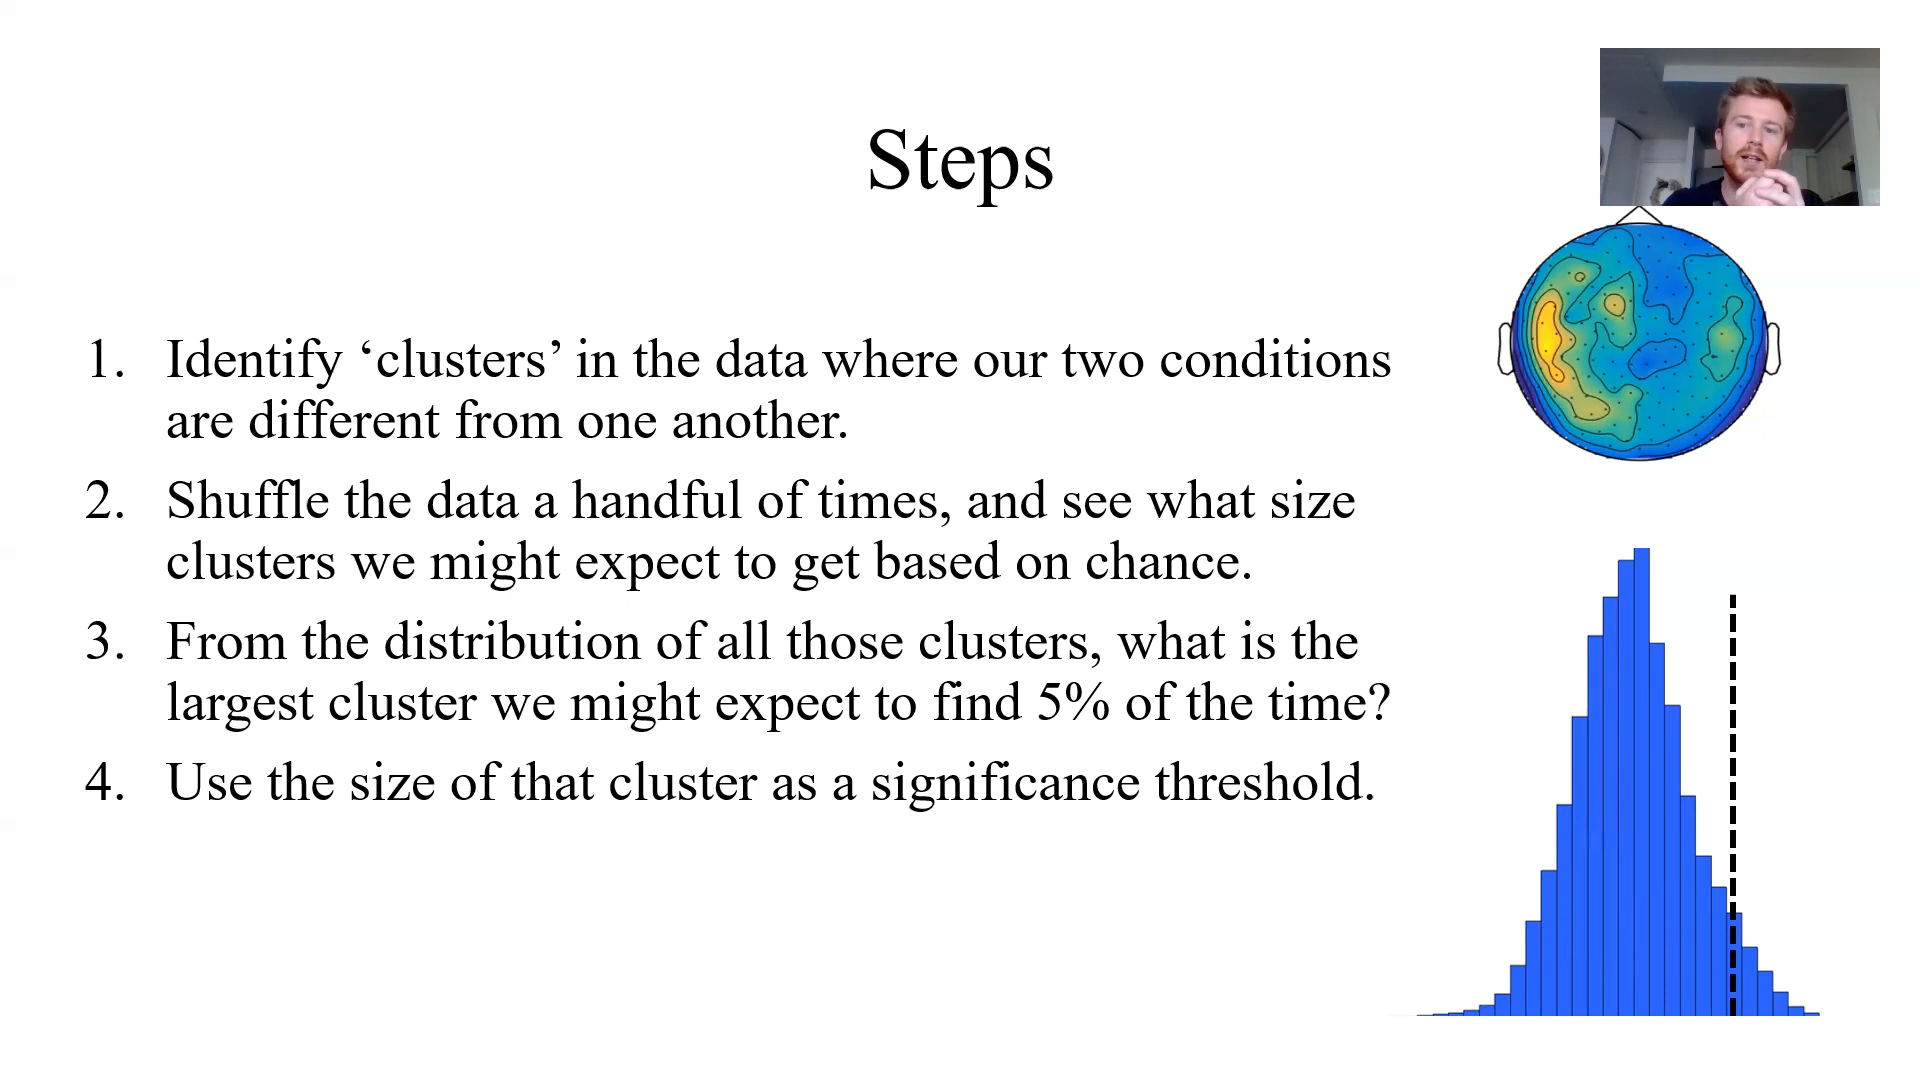 Steps
1. Identify ‘clusters’ in the data where our two conditions
are different from one another.
2. Shuffle the data a handful of times, and see what size
clusters we might expect to get based on chance.
3. From the distribution of all those clusters, what is the
largest cluster we might expect to find 5% of the time?
4. Use the size of that cluster as a significance threshold.